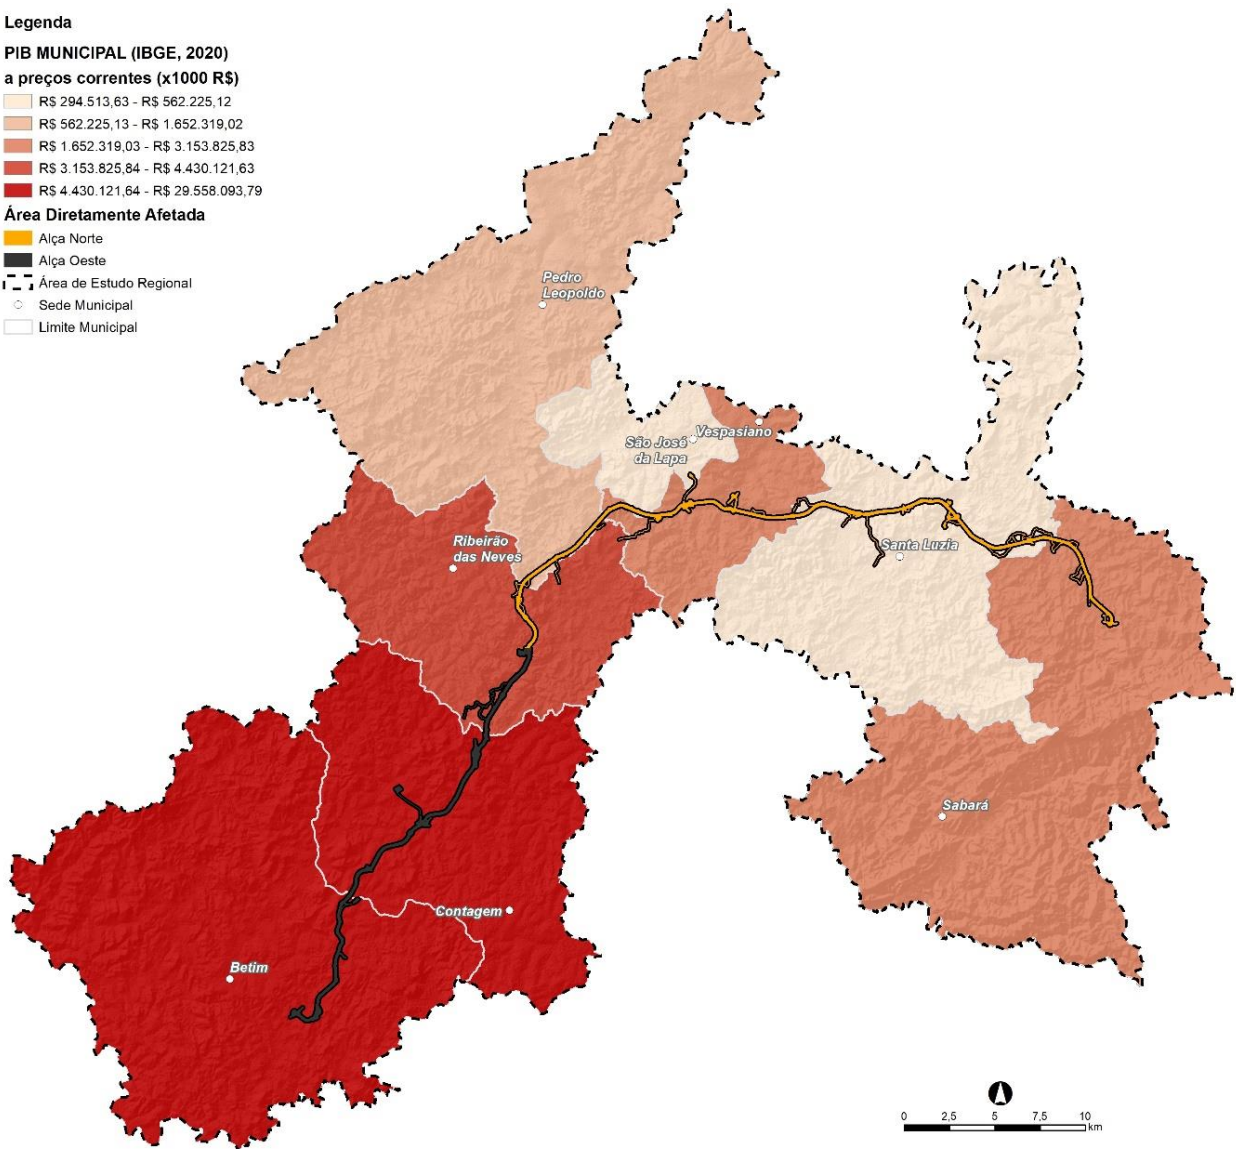 Legenda
PIB MUNICIPAL (IBGE, 2020)
a preços correntes (x1000 R$)
R$ 294.513,63 - R$ 562.225,12
R$ 562.225,13 - R$ 1.652.319,02
R$ 1.652.319,03 - R$ 3.153.825,83
R$ 3.153.825,84 - R$ 4.430.121,63
R$ 4.430.121,64 - R$ 29.558.093,79
Área Diretamente Afetada
Alça Norte
Alça Oeste
Área de Estudo Regional
Sede Municipal
Limite Municipal
Pedro
Leopoldo
São José
da Lapa
Vespasiano
Ribeirão
das Neves
Santa Luzia
Sabará
Contagem
Betim
0 2,5 5 7,5 10
km